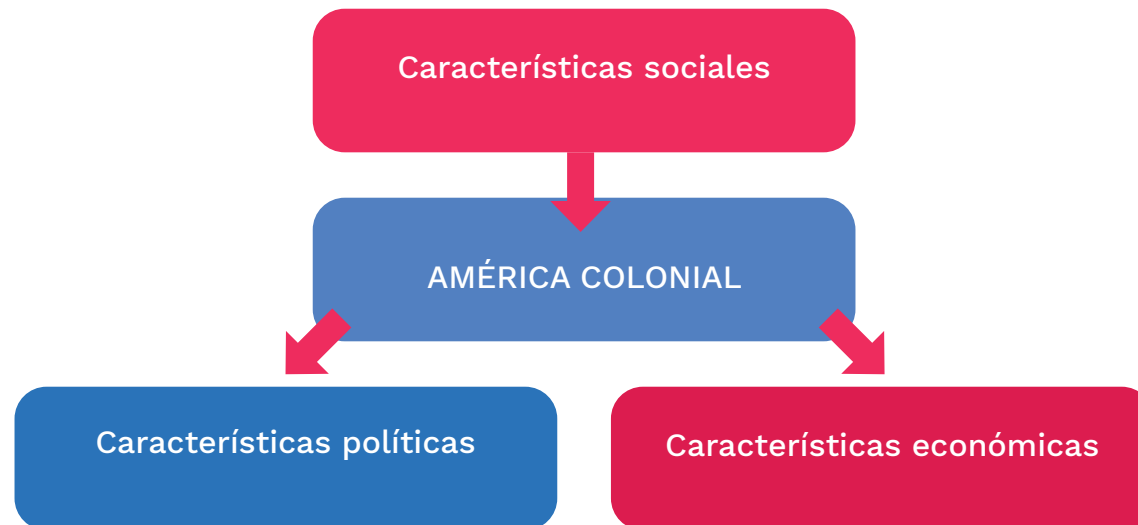 Características sociales
AMÉRICA COLONIAL
Características políticas
Características económicas